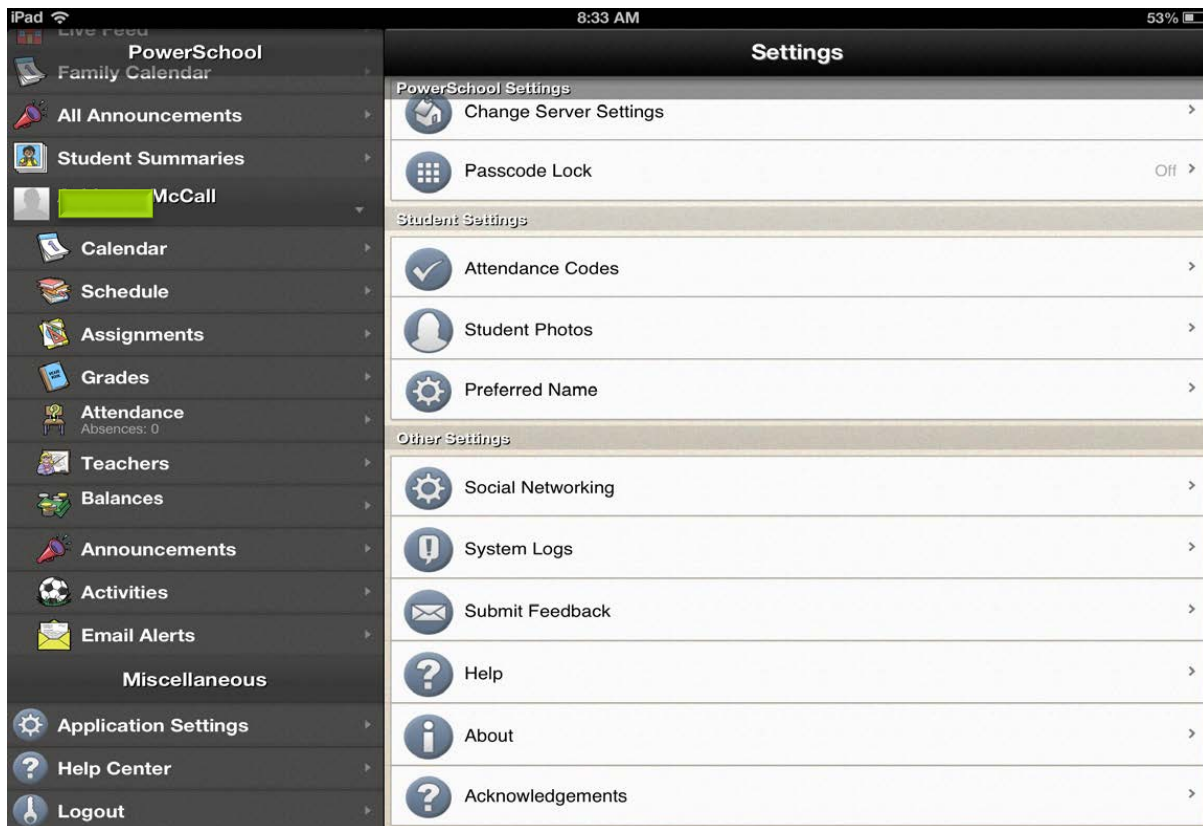 iPad
8:33 AM
53%
Live Feed
PowerSchool
Family Calendar
All Announcements
Student Summaries
McCall
Calendar
Schedule
Assignments
Grades
Attendance
Absences: 0
Teachers
Balances
Announcements
Activities
Email Alerts
Miscellaneous
Application Settings
Help Center
Logout
Settings
PowerSchool Settings
Change Server Settings
Passcode Lock
Off
Student Settings
Attendance Codes
Student Photos
Preferred Name
Other Settings
Social Networking
System Logs
Submit Feedback
Help
About
Acknowledgements